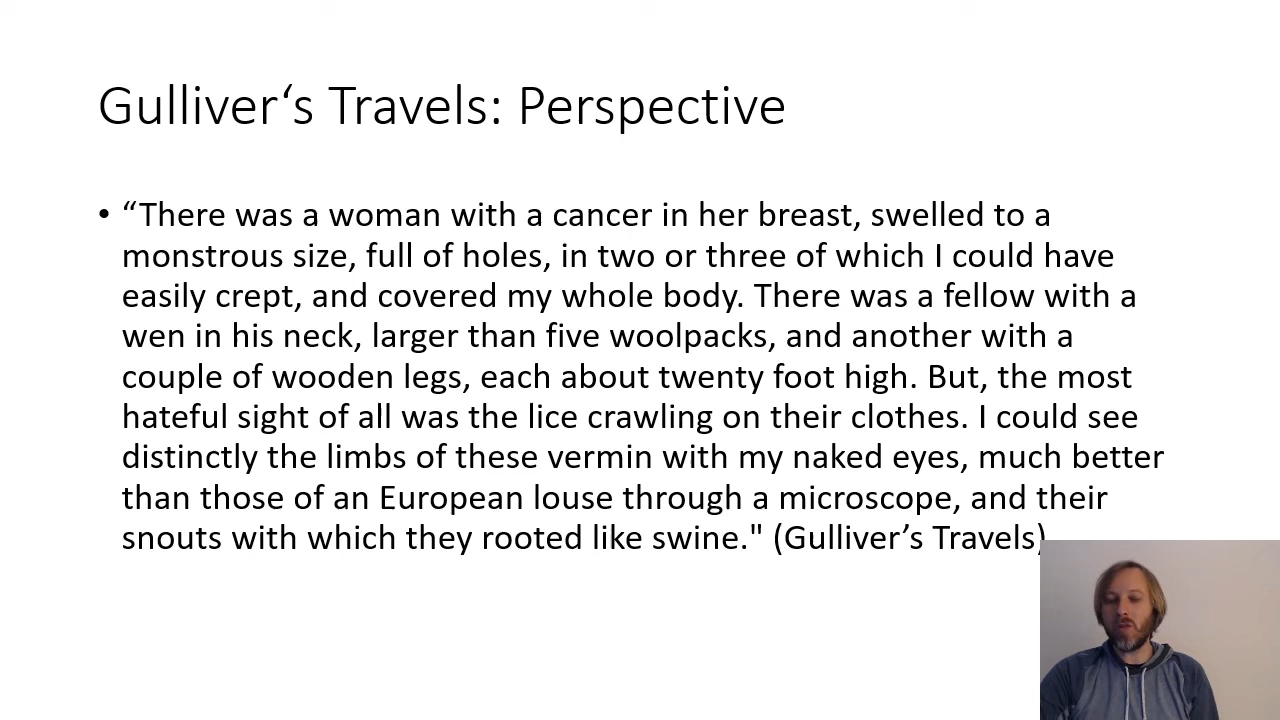 Gulliver‘s Travels: Perspective
• “There was a woman with a cancer in her breast, swelled to a
monstrous size, full of holes, in two or three of which I could have
easily crept, and covered my whole body. There was a fellow with a
wen in his neck, larger than five woolpacks, and another with a
couple of wooden legs, each about twenty foot high. But, the most
hateful sight of all was the lice crawling on their clothes. I could see
distinctly the limbs of these vermin with my naked eyes, much better
than those of an European louse through a microscope, and their
snouts with which they rooted like swine." (Gulliver’s Travels)